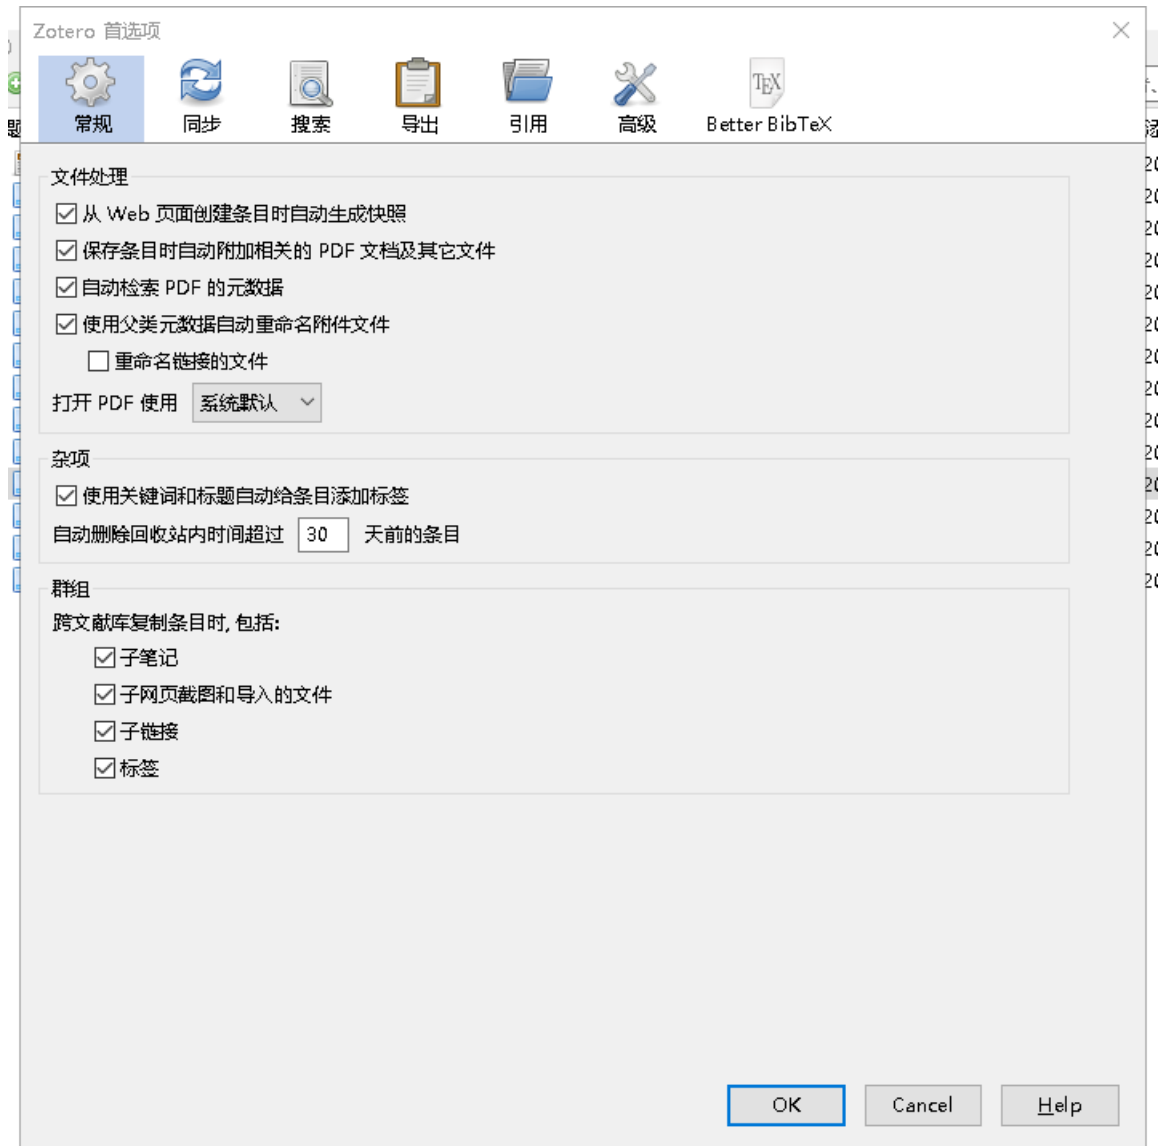 Zotero 首选项
常规 同步 搜索 导出 引用 高级 Better BibTeX
文件处理
从 Web 页面创建条目时自动生成快照
保存条目时自动附加相关的 PDF 文档及其它文件
自动检索 PDF 的元数据
使用父类元数据自动重命名附件文件
重命名链接的文件
打开 PDF 使用 系统默认
杂项
使用关键词和标题自动给条目添加标签
自动删除回收站内时间超过 30 天前的条目
群组
跨文献库复制条目时, 包括:
子笔记
子网页截图和导入的文件
子链接
标签
OK Cancel Help